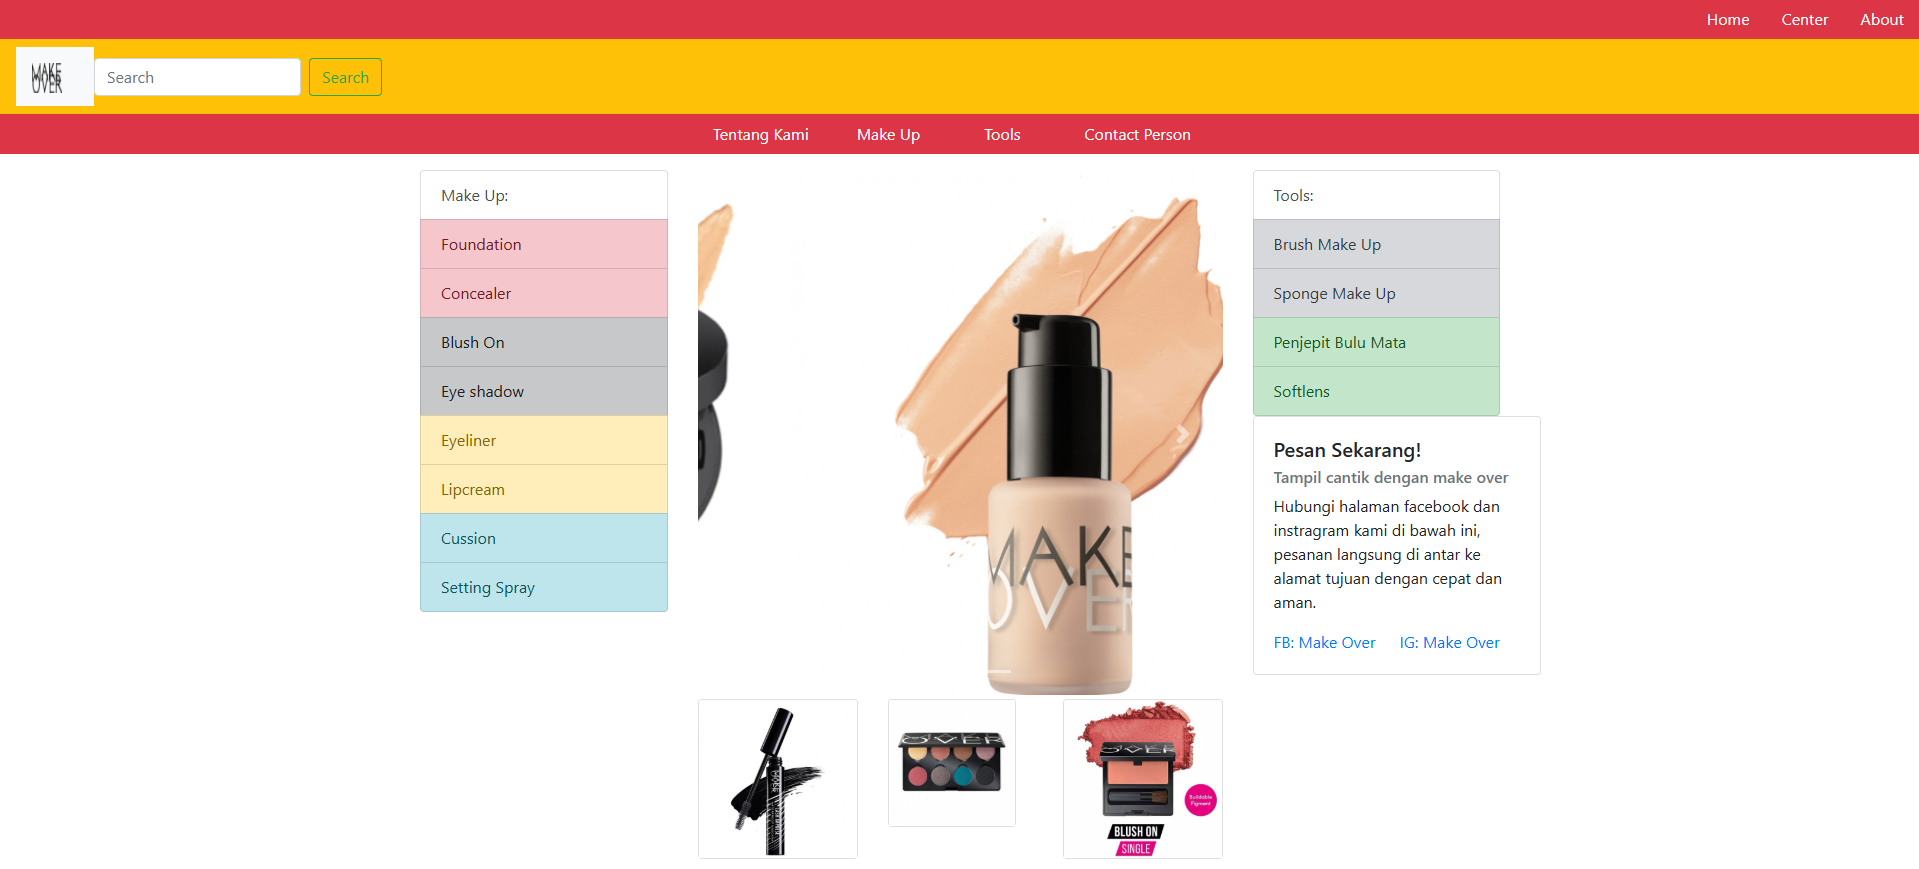 Home Center About
MAKE
OVER
Search Search
Tentang Kami Make Up Tools Contact Person
Make Up:
Foundation
Concealer
Blush On
Eye shadow
Eyeliner
Lipcream
Cussion
Setting Spray
MAKE
OVER
Tools:
Brush Make Up
Sponge Make Up
Penjepit Bulu Mata
Softlens
Pesan Sekarang!
Tampil cantik dengan make over
Hubungi halaman facebook dan
instragram kami di bawah ini,
pesanan langsung di antar ke
alamat tujuan dengan cepat dan
aman.
FB: Make Over IG: Make Over
OVER
Buildable
Pigment
BLUSH ON
SINGLE